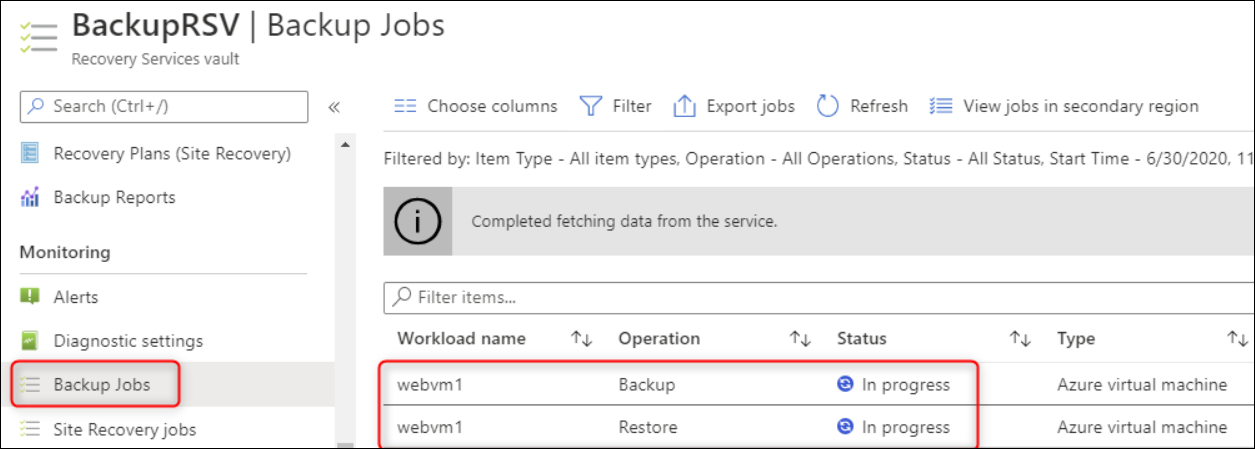 BackupRSV | Backup Jobs
Recovery Services vault
Search (Ctrl+/)
«
Recovery Plans (Site Recovery)
Backup Reports
Monitoring
Alerts
Diagnostic settings
Backup Jobs
Site Recovery jobs
Choose columns Filter Export jobs Refresh View jobs in secondary region
Filtered by: Item Type - All item types, Operation - All Operations, Status - All Status, Start Time - 6/30/2020, 11
Completed fetching data from the service.
Filter items...
Workload name Operation Status Type
webvm1 Backup In progress Azure virtual machine
webvm1 Restore In progress Azure virtual machine